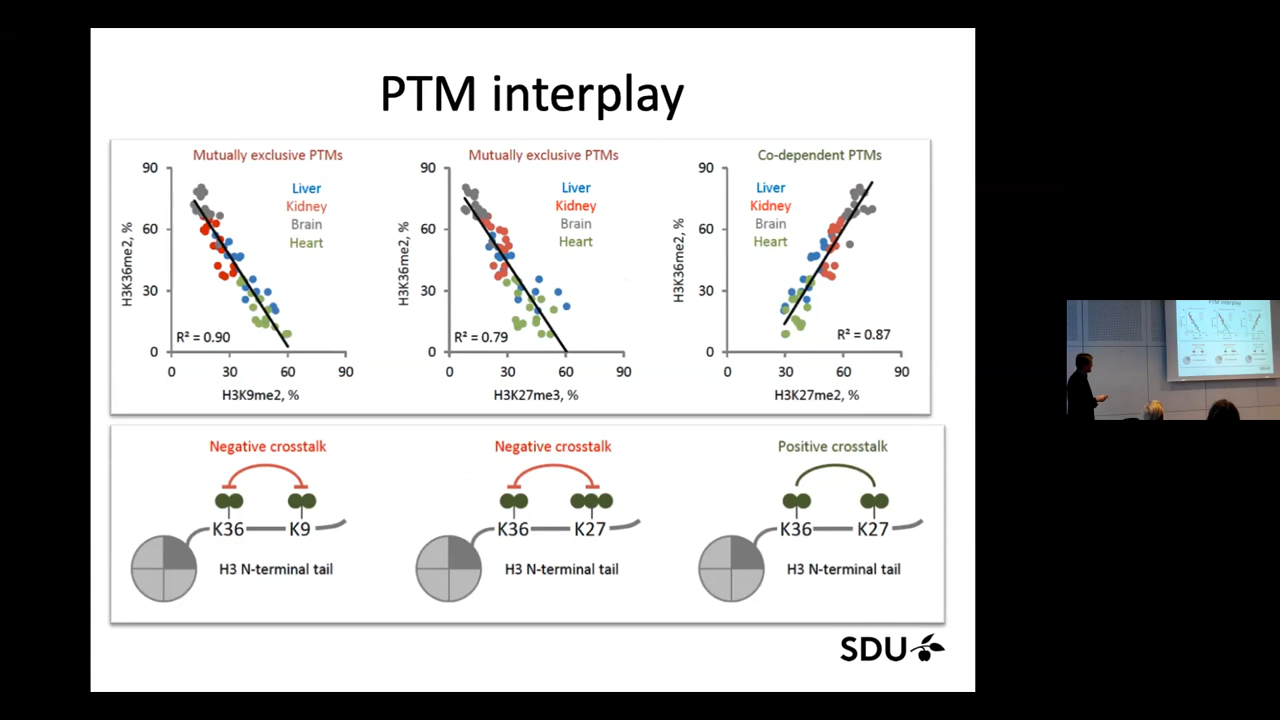 PTM interplay
Mutually exclusive PTMs
90
60
30
0
H3K36me2, %
Liver
Kidney
Brain
Heart
R² = 0.90
0 30 60 90
H3K9me2, %
Mutually exclusive PTMs
90
60
30
0
H3K36me2, %
Liver
Kidney
Brain
Heart
R² = 0.79
0 30 60 90
H3K27me3, %
Co-dependent PTMs
90
60
30
0
H3K36me2, %
Liver
Kidney
Brain
Heart
R² = 0.87
0 30 60 90
H3K27me2, %
Negative crosstalk
K36 K9
H3 N-terminal tail
Negative crosstalk
K36 K27
H3 N-terminal tail
Positive crosstalk
K36 K27
H3 N-terminal tail
SDU
PTM interplay